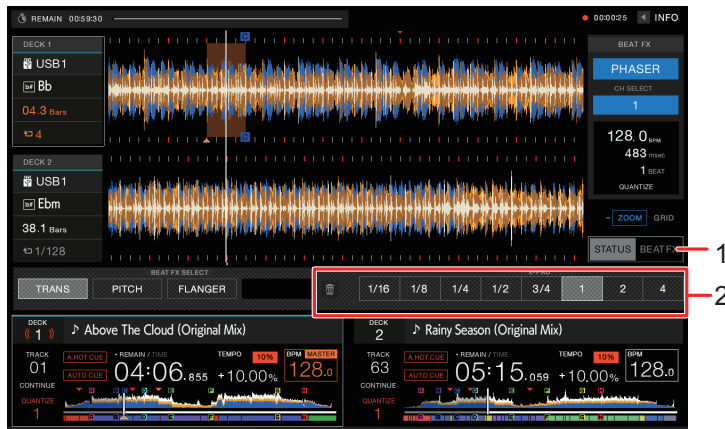 REMAIN 00:59:30
00:00:25 INFO
DECK 1
USB1
Bb
04.3 Bars
4
C
C
DECK 2
USB1
Ebm
38.1 Bars
1/128
BEAT FX
PHASER
CH SELECT
1
128.0 BPM
483 msec
1 BEAT
QUANTIZE
- ZOOM GRID
STATUS BEAT FX
1
BEAT FX SELECT
TRANS PITCH FLANGER
X-PAD
1/16 1/8 1/4 1/2 3/4 1 2 4
2
DECK
1
♪ Above The Cloud (Original Mix)
TRACK
01
CONTINUE
QUANTIZE
1
A.HOT CUE
AUTO CUE
• REMAIN / TIME
04:06.855
TEMPO 10%
+10.00%
BPM MASTER
128.0
DECK
2
♪ Rainy Season (Original Mix)
TRACK
63
CONTINUE
QUANTIZE
1
A.HOT CUE
AUTO CUE
• REMAIN / TIME
05:15.059
TEMPO 10%
+10.00%
BPM
128.0